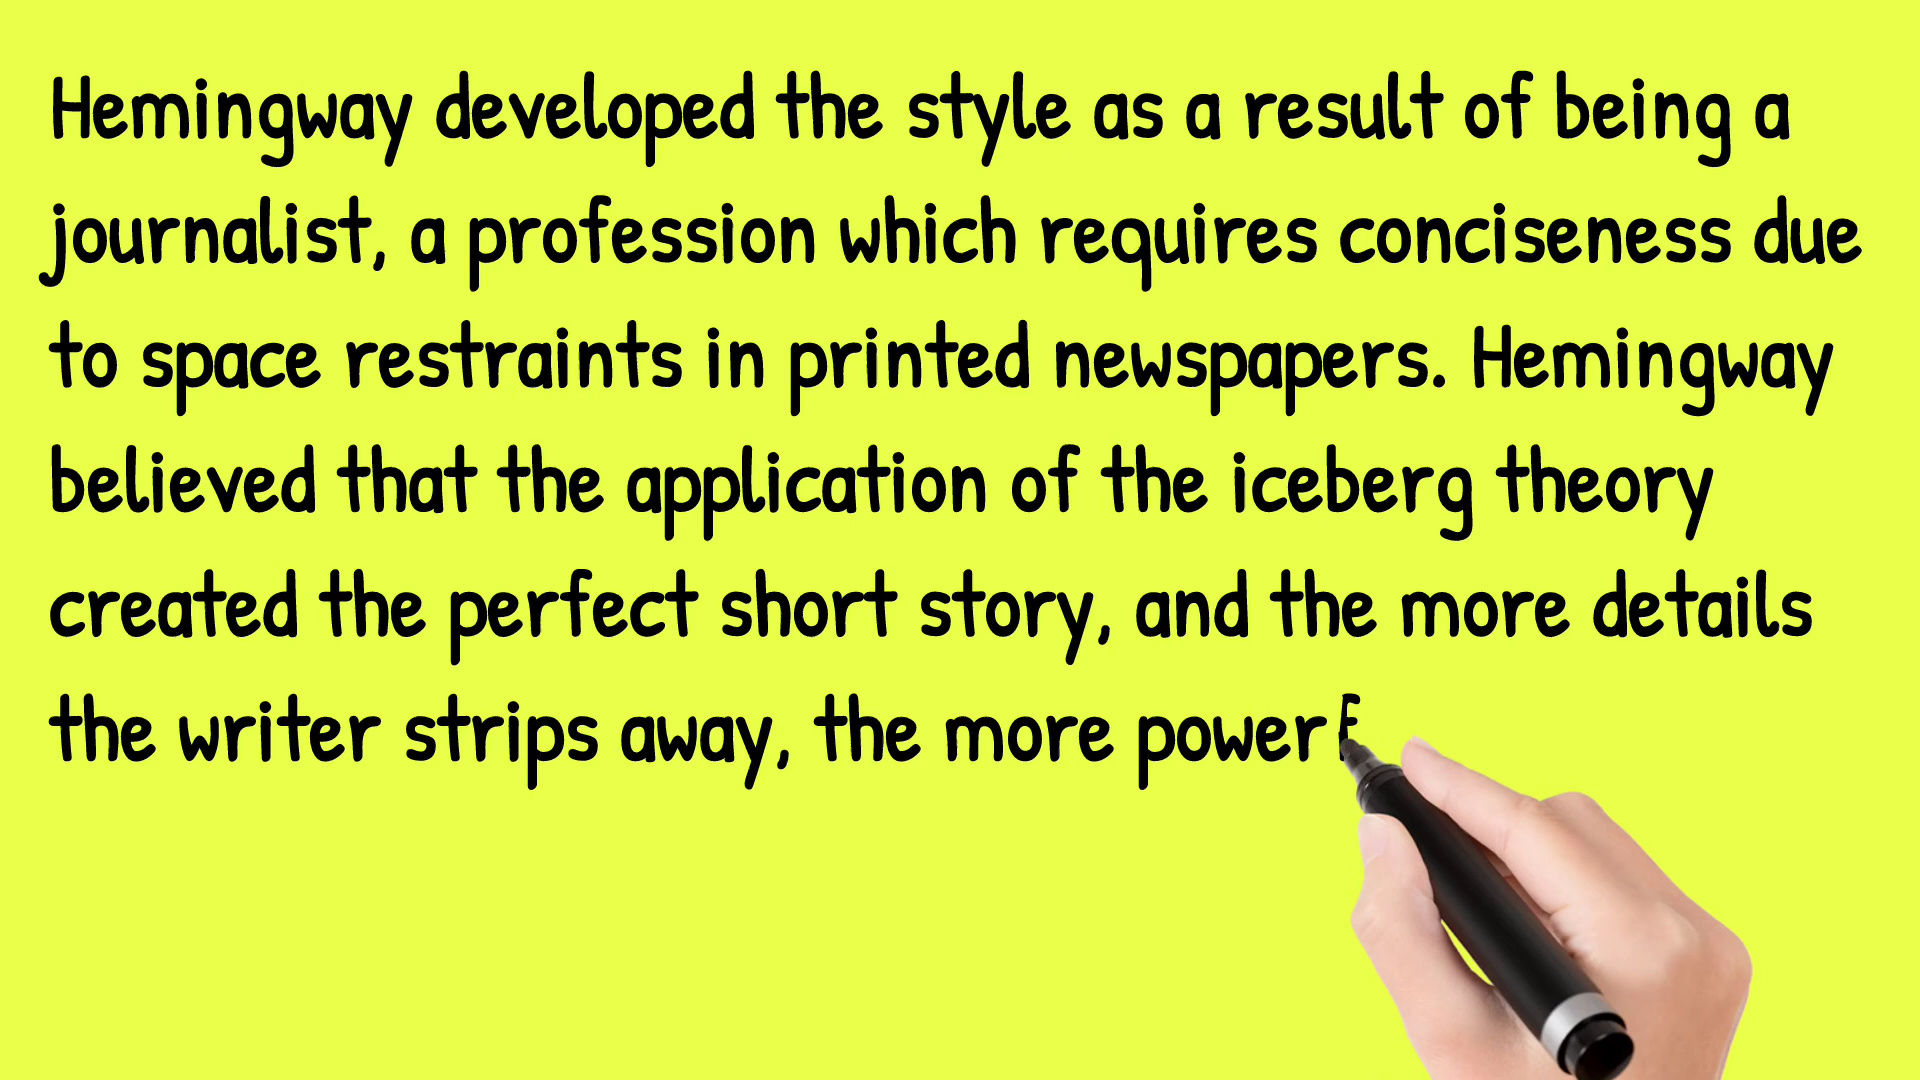 Hemingway developed the style as a result of being a
journalist, a profession which requires conciseness due
to space restraints in printed newspapers. Hemingway
believed that the application of the iceberg theory
created the perfect short story, and the more details
the writer strips away, the more powerf